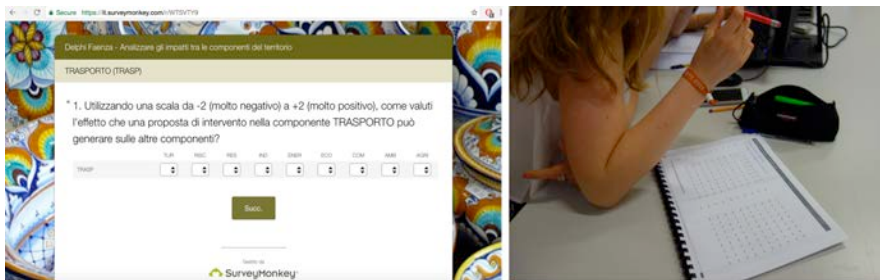 Secure https://it.surveymonkey.com/r/WTSVTY9
Delphi Faenza - Analizzare gli impatti tra le componenti del territorio
TRASPORTO (TRASP)
* 1. Utilizzando una scala da -2 (molto negativo) a +2 (molto positivo), come valuti
l'effetto che una proposta di intervento nella componente TRASPORTO può
generare sulle altre componenti?
TUR RISC RES IND ENER ECO COM AMB AGRI
TRASP
Succ.
SurveyMonkey